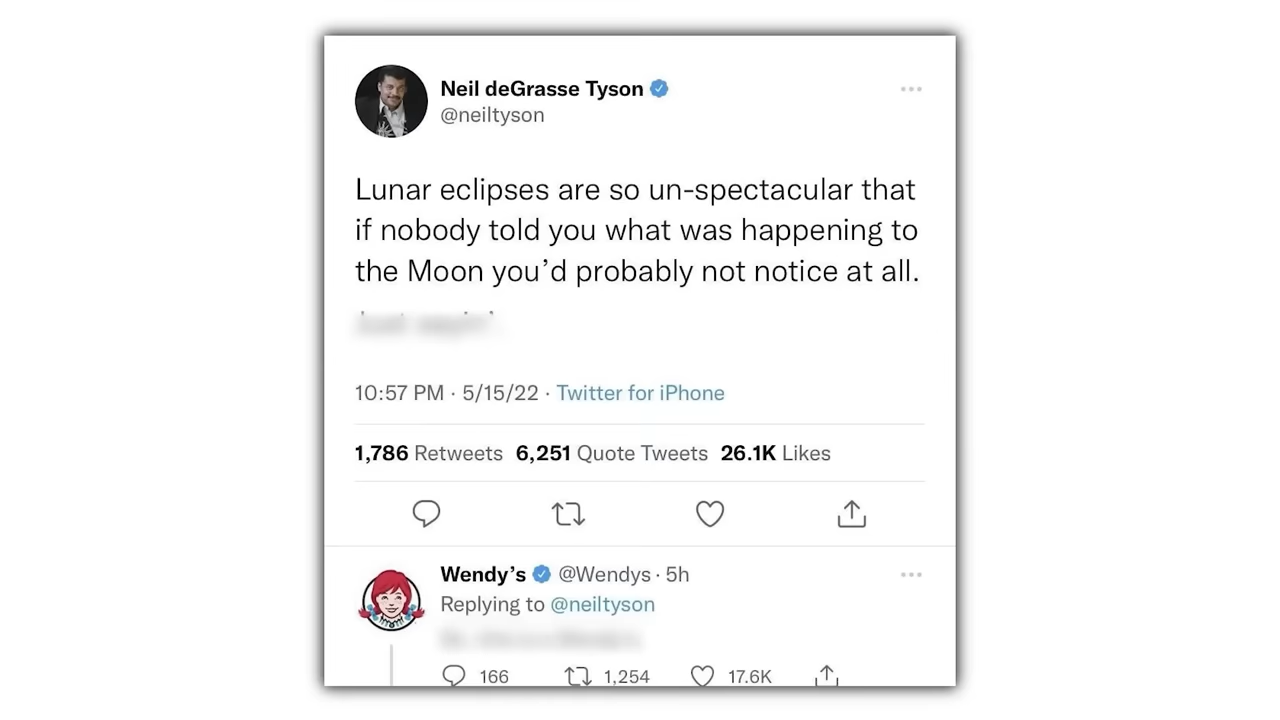 Neil deGrasse Tyson
@neiltyson
Lunar eclipses are so un-spectacular that
if nobody told you what was happening to
the Moon you’d probably not notice at all.
10:57 PM · 5/15/22 · Twitter for iPhone
1,786 Retweets 6,251 Quote Tweets 26.1K Likes
Wendy’s @Wendys · 5h
Replying to @neiltyson
166 1,254 17.6K